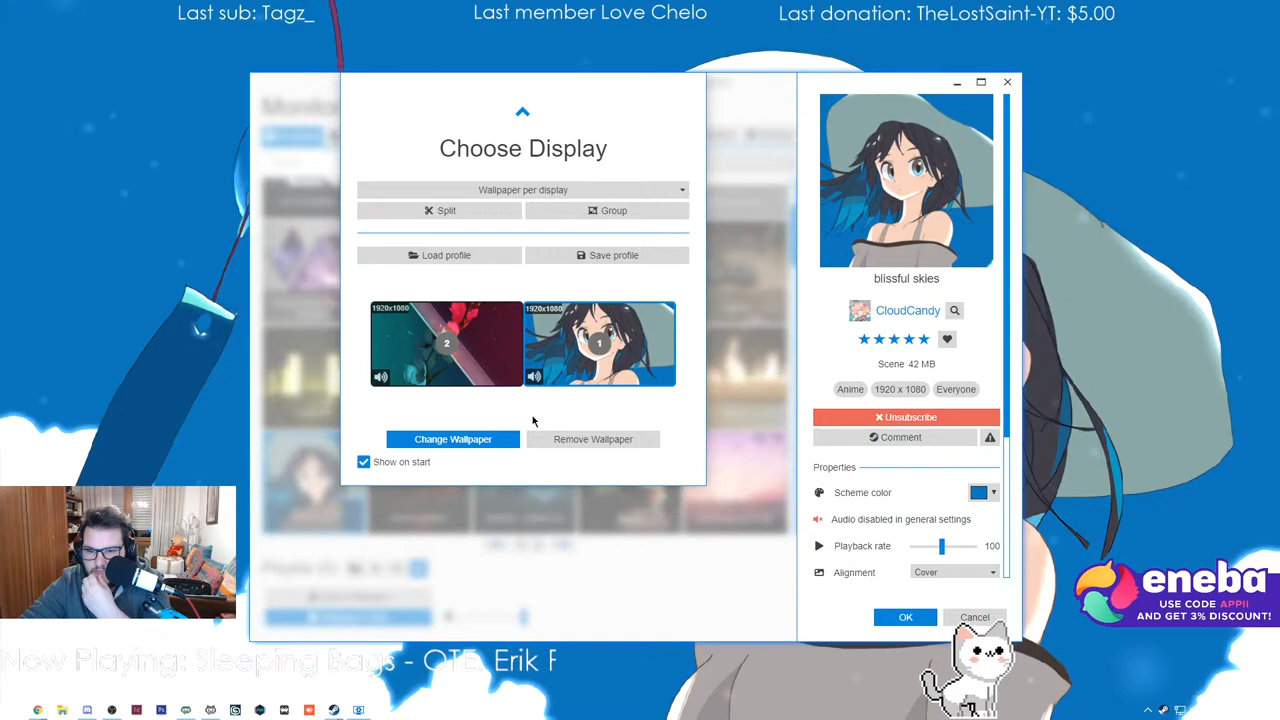 Last sub: Tagz_
Last member Love Chelo
Last donation: TheLostSaint-YT: $5.00
Choose Display
Wallpaper per display
Split
Group
Load profile
Save profile
1920x1080
2
1920x1080
1
Change Wallpaper
Remove Wallpaper
Show on start
blissful skies
CloudCandy
Scene 42 MB
Anime
1920 x 1080
Everyone
Unsubscribe
Comment
Properties
Scheme color
Audio disabled in general settings
Playback rate
100
Alignment
Cover
OK
Cancel
eneba
USE CODE APPII
AND GET 3% DISCOUNT!
Now Playing: Sleeping Bags - OTE, Erik F